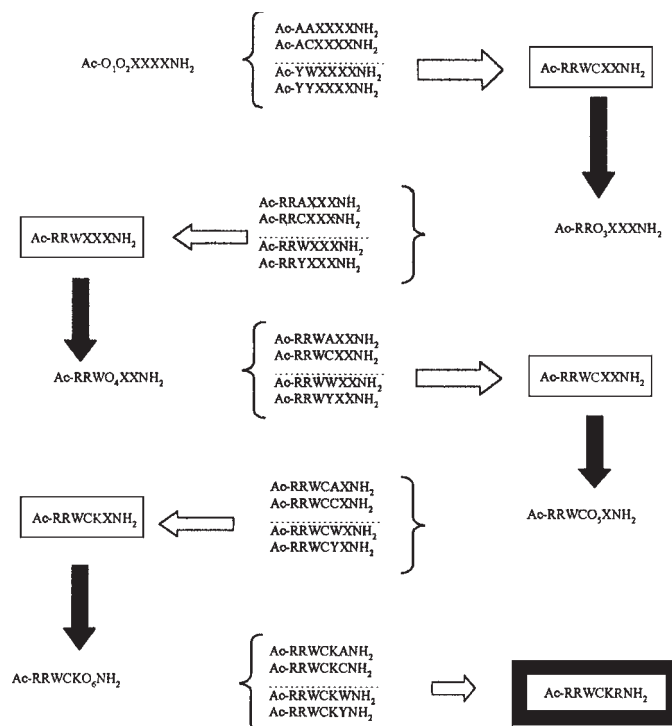 Ac-O₁O₂XXXXNH₂
Ac-AAXXXXNH₂
Ac-ACXXXXNH₂
Ac-YWXXXXNH₂
Ac-YYXXXXNH₂
Ac-RRWCXXNH₂
Ac-RRWXXXNH₂
Ac-RRAXXXNH₂
Ac-RRCXXXNH₂
Ac-RRWXXXNH₂
Ac-RRYXXXNH₂
Ac-RRO₃XXXNH₂
Ac-RRWO₄XXNH₂
Ac-RRWAXXNH₂
Ac-RRWCXXNH₂
Ac-RRWWXXNH₂
Ac-RRWYXXNH₂
Ac-RRWCXXNH₂
Ac-RRWCKXNH₂
Ac-RRWCAXNH₂
Ac-RRWCCXNH₂
Ac-RRWCWXNH₂
Ac-RRWCYXNH₂
Ac-RRWCO₅XNH₂
Ac-RRWCKO₆NH₂
Ac-RRWCKANH₂
Ac-RRWCKCNH₂
Ac-RRWCKWNH₂
Ac-RRWCKYNH₂
Ac-RRWCKRNH₂